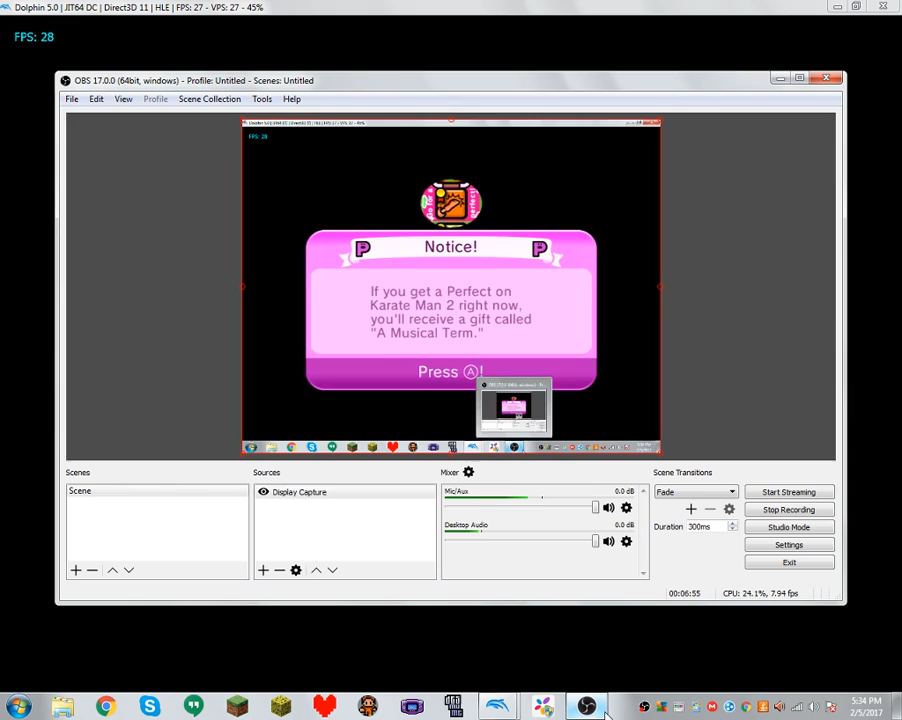 Dolphin 5.0 | JIT64 DC | Direct3D 11 | HLE | FPS: 27 - VPS: 27 - 45%
FPS: 28
OBS 17.0.0 (64bit, windows) - Profile: Untitled - Scenes: Untitled
File Edit View Profile Scene Collection Tools Help
FPS: 28
Go for a perfect!
P Notice! P
If you get a Perfect on
Karate Man 2 right now,
you'll receive a gift called
"A Musical Term."
Press Ⓐ!
Scenes Sources Mixer Scene Transitions
Scene
Display Capture
Mic/Aux 0.0 dB
Desktop Audio 0.0 dB
Fade
Duration 300ms
Start Streaming
Stop Recording
Studio Mode
Settings
Exit
00:06:55 CPU: 24.1%, 7.94 fps
5:34 PM
2/5/2017